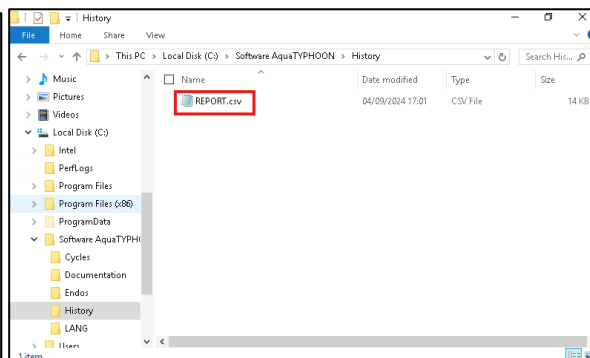 History
File Home Share View
This PC > Local Disk (C:) > Software AquaTYPHOON > History
Search His...
Music
Pictures
Videos
Local Disk (C:)
Intel
PerfLogs
Program Files
Program Files (x86)
ProgramData
Software AquaTYPH
Cycles
Documentation
Endos
History
LANG
Users
Name Date modified Type Size
REPORT.csv 04/09/2024 17:01 CSV File 14 KB
1 item